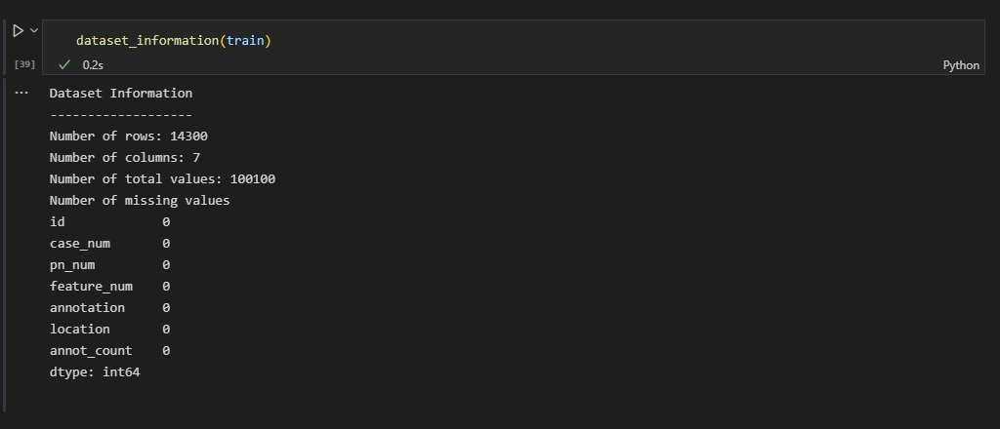 dataset_information(train)
[39]
0.2s
Python
Dataset Information
-------------------
Number of rows: 14300
Number of columns: 7
Number of total values: 100100
Number of missing values
id             0
case_num       0
pn_num         0
feature_num    0
annotation     0
location       0
annot_count    0
dtype: int64